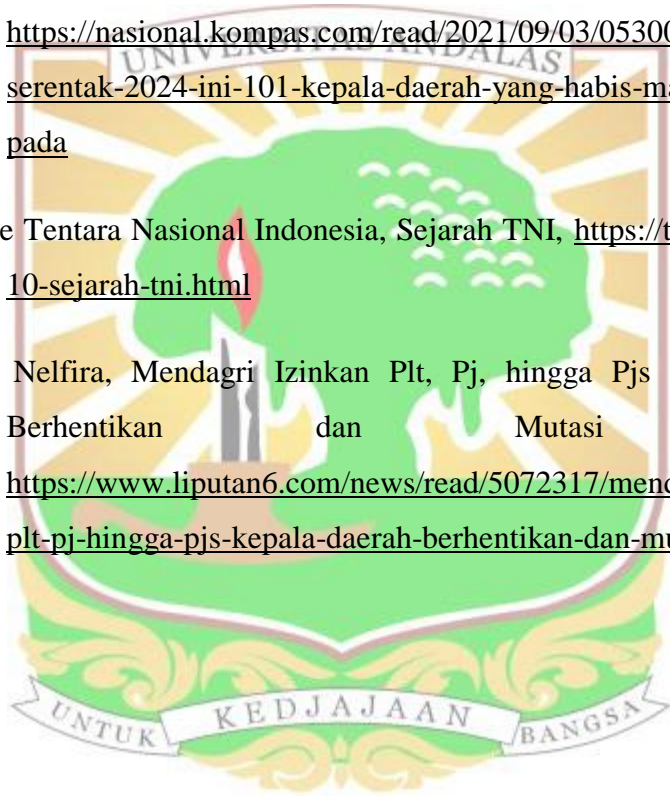 https://nasional.kompas.com/read/2021/09/03/05300
UNIVERSITAS ANDALAS
serentak-2024-ini-101-kepala-daerah-yang-habis-ma
pada
e Tentara Nasional Indonesia, Sejarah TNI, https://t
10-sejarah-tni.html
Nelfira, Mendagri Izinkan Plt, Pj, hingga Pjs
Berhentikan dan Mutasi
https://www.liputan6.com/news/read/5072317/mend
plt-pj-hingga-pjs-kepala-daerah-berhentikan-dan-mu
UNTUK KEDJAJAAN BANGSA